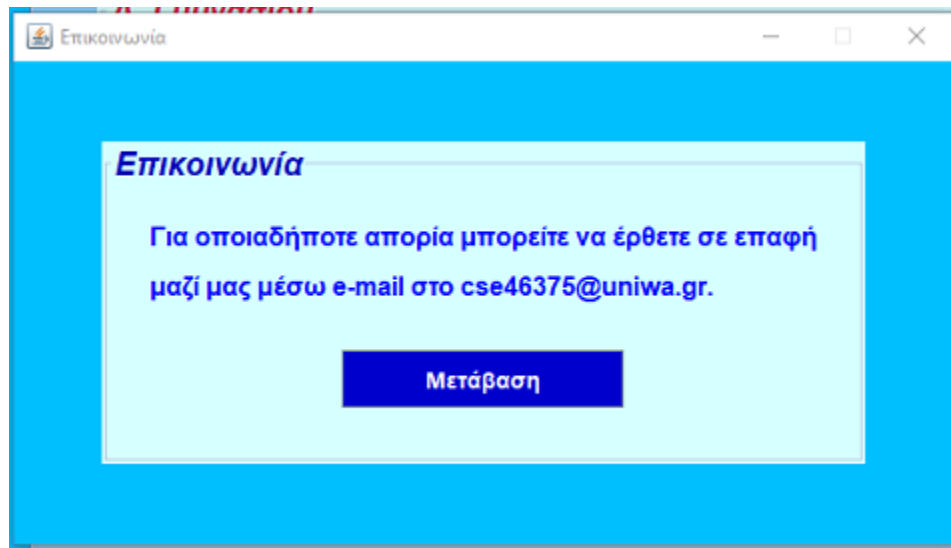 Επικοινωνία
Επικοινωνία
Για οποιαδήποτε απορία μπορείτε να έρθετε σε επαφή
μαζί μας μέσω e-mail στο cse46375@uniwa.gr.
Μετάβαση